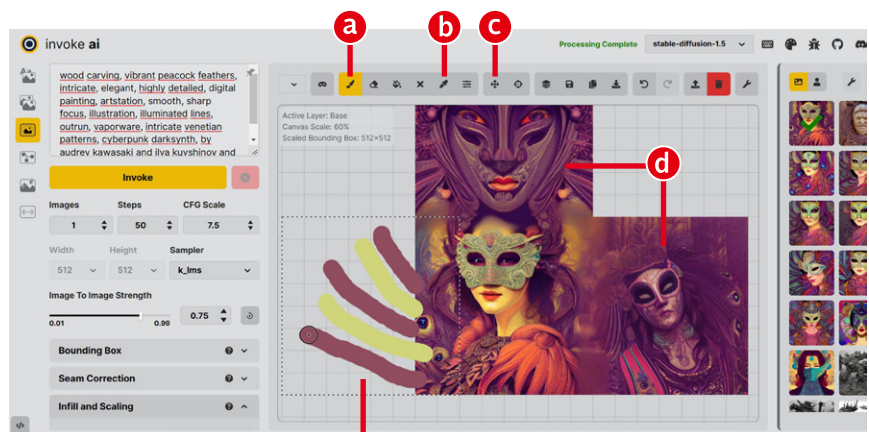 a
b
c
invoke ai
Processing Complete
stable-diffusion-1.5
wood carving, vibrant peacock feathers,
intricate, elegant, highly detailed, digital
painting, artstation, smooth, sharp
focus, illustration, illuminated lines,
outrun, vaporware, intricate venetian
patterns, cyberpunk darksynth, by
audrey kawasaki and ilya kuvshinov and
Active Layer: Base
Canvas Scale: 60%
Scaled Bounding Box: 512×512
d
Invoke
Images Steps CFG Scale
1 50 7.5
Width Height Sampler
512 512 k_lms
Image To Image Strength
0.75
0.01 0.99
Bounding Box
Seam Correction
Infill and Scaling